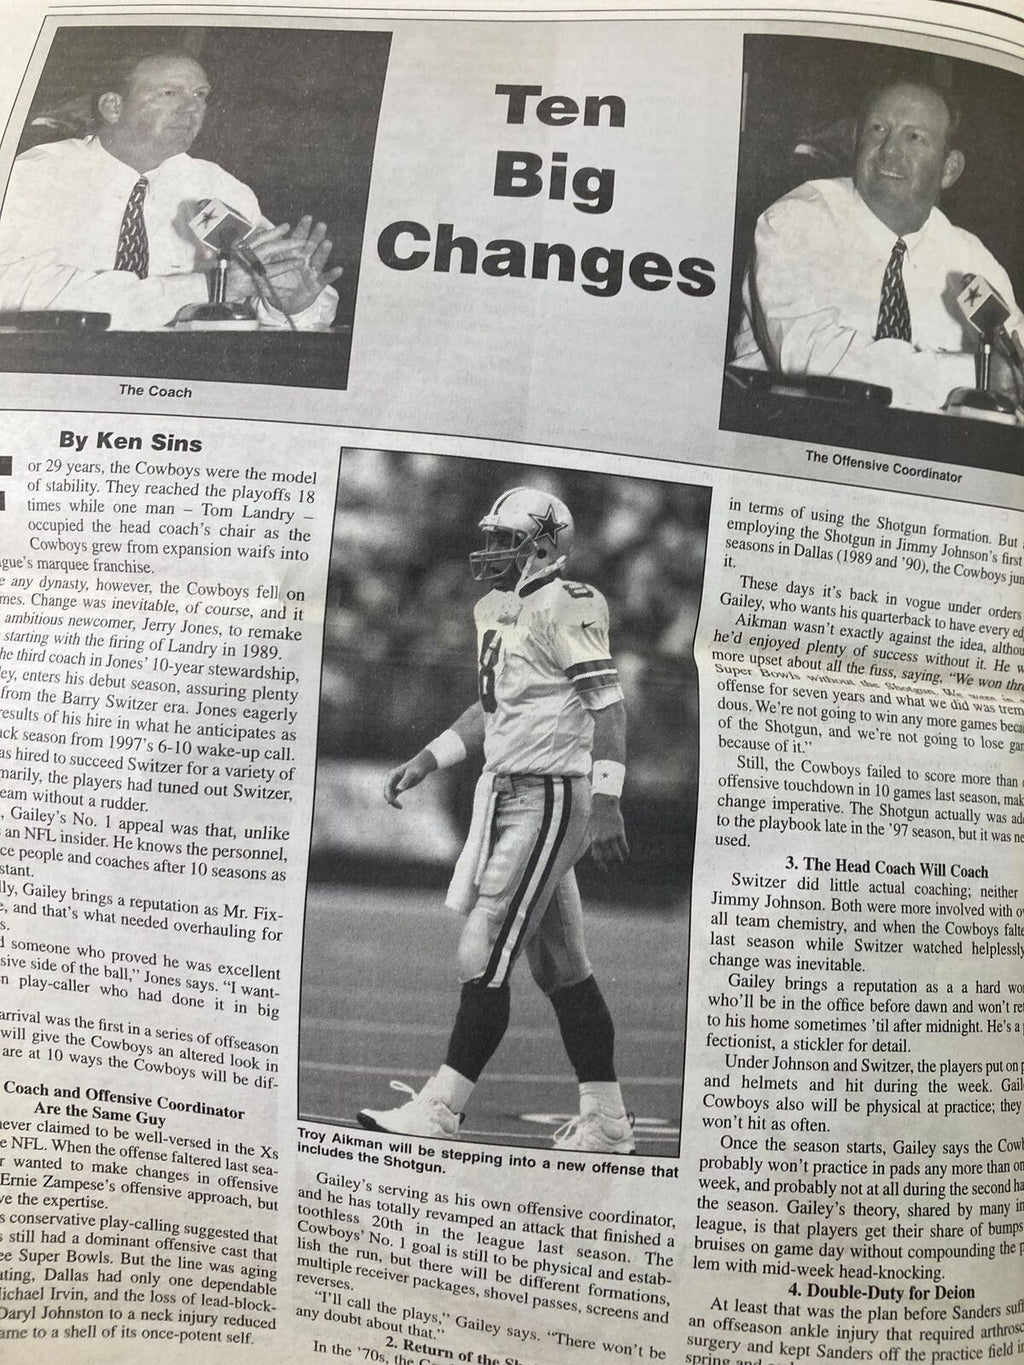 Ten
Big
Changes
The Coach
The Offensive Coordinator
By Ken Sins
or 29 years, the Cowboys were the model
of stability. They reached the playoffs 18
times while one man – Tom Landry –
occupied the head coach's chair as the
Cowboys grew from expansion waifs into
gue's marquee franchise.
e any dynasty, however, the Cowboys fell on
mes. Change was inevitable, of course, and it
ambitious newcomer, Jerry Jones, to remake
starting with the firing of Landry in 1989.
he third coach in Jones' 10-year stewardship,
ey, enters his debut season, assuring plenty
from the Barry Switzer era. Jones eagerly
results of his hire in what he anticipates as
ck season from 1997's 6-10 wake-up call.
as hired to succeed Switzer for a variety of
marily, the players had tuned out Switzer,
eam without a rudder.
, Gailey's No. 1 appeal was that, unlike
an NFL insider. He knows the personnel,
ce people and coaches after 10 seasons as
stant.
lly, Gailey brings a reputation as Mr. Fix-
e, and that's what needed overhauling for
s.
d someone who proved he was excellent
sive side of the ball," Jones says. "I want-
n play-caller who had done it in big
arrival was the first in a series of offseason
will give the Cowboys an altered look in
are at 10 ways the Cowboys will be dif-
Coach and Offensive Coordinator
Are the Same Guy
never claimed to be well-versed in the Xs
e NFL. When the offense faltered last sea-
r wanted to make changes in offensive
Ernie Zampese's offensive approach, but
ve the expertise.
s conservative play-calling suggested that
s still had a dominant offensive cast that
ee Super Bowls. But the line was aging
ating, Dallas had only one dependable
ichael Irvin, and the loss of lead-block-
Daryl Johnston to a neck injury reduced
ame to a shell of its once-potent self.
8
8
Troy Aikman will be stepping into a new offense that
includes the Shotgun.
Gailey's serving as his own offensive coordinator,
and he has totally revamped an attack that finished a
toothless 20th in the league last season. The
Cowboys' No. 1 goal is still to be physical and estab-
lish the run, but there will be different formations,
multiple receiver packages, shovel passes, screens and
reverses.
"I'll call the plays," Gailey says. "There won't be
any doubt about that."
2. Return of the
In the '70s, the
in terms of using the Shotgun formation. But
employing the Shotgun in Jimmy Johnson's first
seasons in Dallas (1989 and '90), the Cowboys jun
it.
These days it's back in vogue under orders
Gailey, who wants his quarterback to have every ed
Aikman wasn't exactly against the idea, althou
he'd enjoyed plenty of success without it. He w
more upset about all the fuss, saying, "We won thre
Super Bowls without the Shotgun. We were in
offense for seven years and what we did was trem
dous. We're not going to win any more games beca
of the Shotgun, and we're not going to lose gam
because of it."
Still, the Cowboys failed to score more than
offensive touchdown in 10 games last season, mak
change imperative. The Shotgun actually was ad
to the playbook late in the '97 season, but it was ne
used.
3. The Head Coach Will Coach
Switzer did little actual coaching; neither
Jimmy Johnson. Both were more involved with ov
all team chemistry, and when the Cowboys falte
last season while Switzer watched helplessly
change was inevitable.
Gailey brings a reputation as a a hard wor
who'll be in the office before dawn and won't re
to his home sometimes 'til after midnight. He's a p
fectionist, a stickler for detail.
Under Johnson and Switzer, the players put on p
and helmets and hit during the week. Gail
Cowboys also will be physical at practice; they
won't hit as often.
Once the season starts, Gailey says the Cowb
probably won't practice in pads any more than on
week, and probably not at all during the second ha
the season. Gailey's theory, shared by many in
league, is that players get their share of bumps
bruises on game day without compounding the p
lem with mid-week head-knocking.
4. Double-Duty for Deion
At least that was the plan before Sanders suff
an offseason ankle injury that required arthrosc
surgery and kept Sanders off the practice field i
spring and